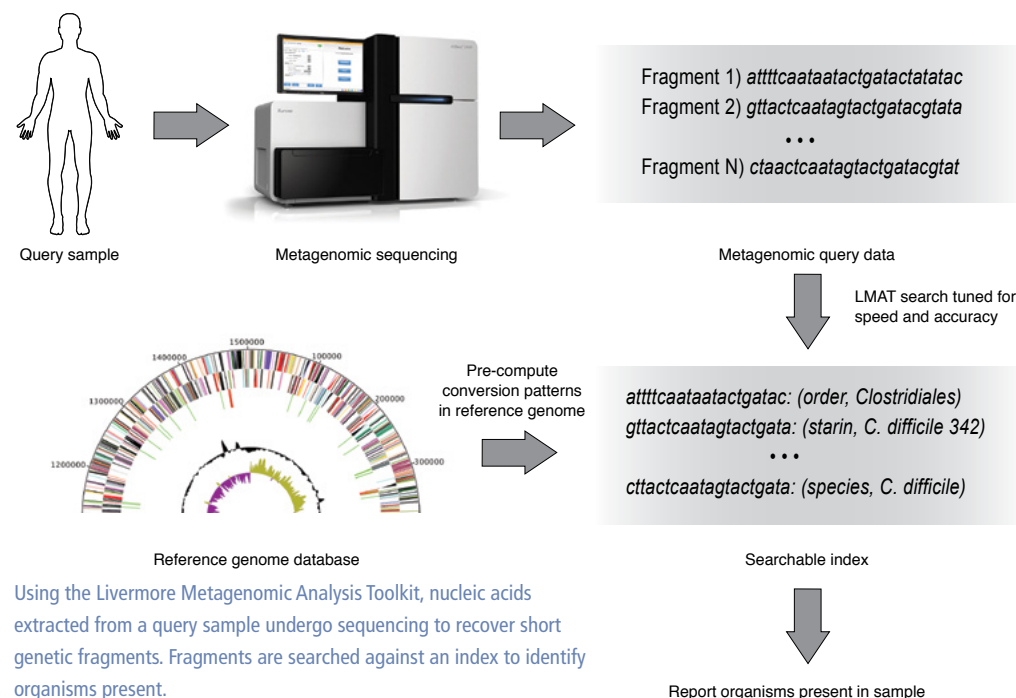 Fragment 1) attttcaataatactgatactatatac
Fragment 2) gttactcaatagtactgatacgtata
• • •
Fragment N) ctaactcaatagtactgatacgtat
Query sample
Metagenomic sequencing
Metagenomic query data
LMAT search tuned for
speed and accuracy
1500000
1400000
100000
1300000
200000
1200000
300000
Pre-compute
conversion patterns
in reference genome
attttcaataatactgatac: (order, Clostridiales)
gttactcaatagtactgata: (starin, C. difficile 342)
• • •
cttactcaatagtactgata: (species, C. difficile)
Reference genome database
Searchable index
Using the Livermore Metagenomic Analysis Toolkit, nucleic acids
extracted from a query sample undergo sequencing to recover short
genetic fragments. Fragments are searched against an index to identify
organisms present.
Report organisms present in sample